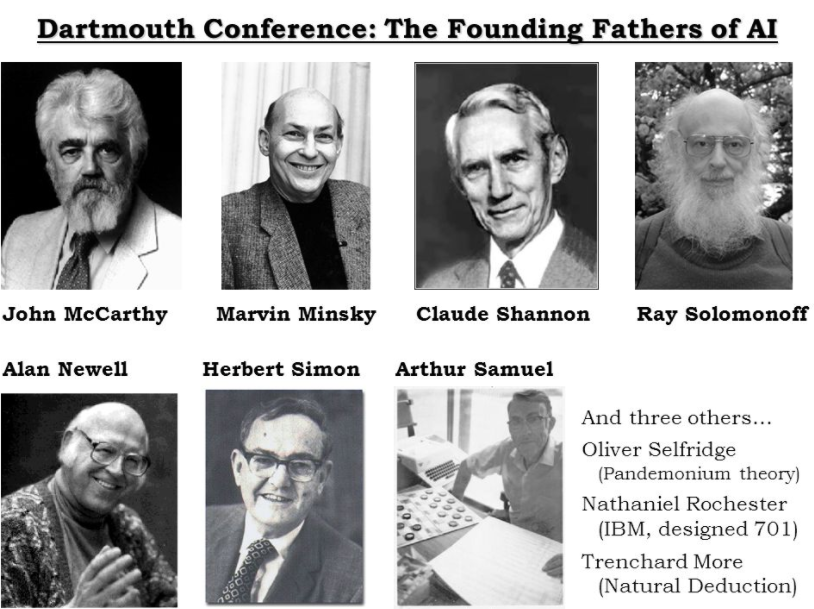 Dartmouth Conference: The Founding Fathers of AI
John McCarthy
Marvin Minsky
Claude Shannon
Ray Solomonoff
Alan Newell
Herbert Simon
Arthur Samuel
And three others...
Oliver Selfridge
(Pandemonium theory)
Nathaniel Rochester
(IBM, designed 701)
Trenchard More
(Natural Deduction)